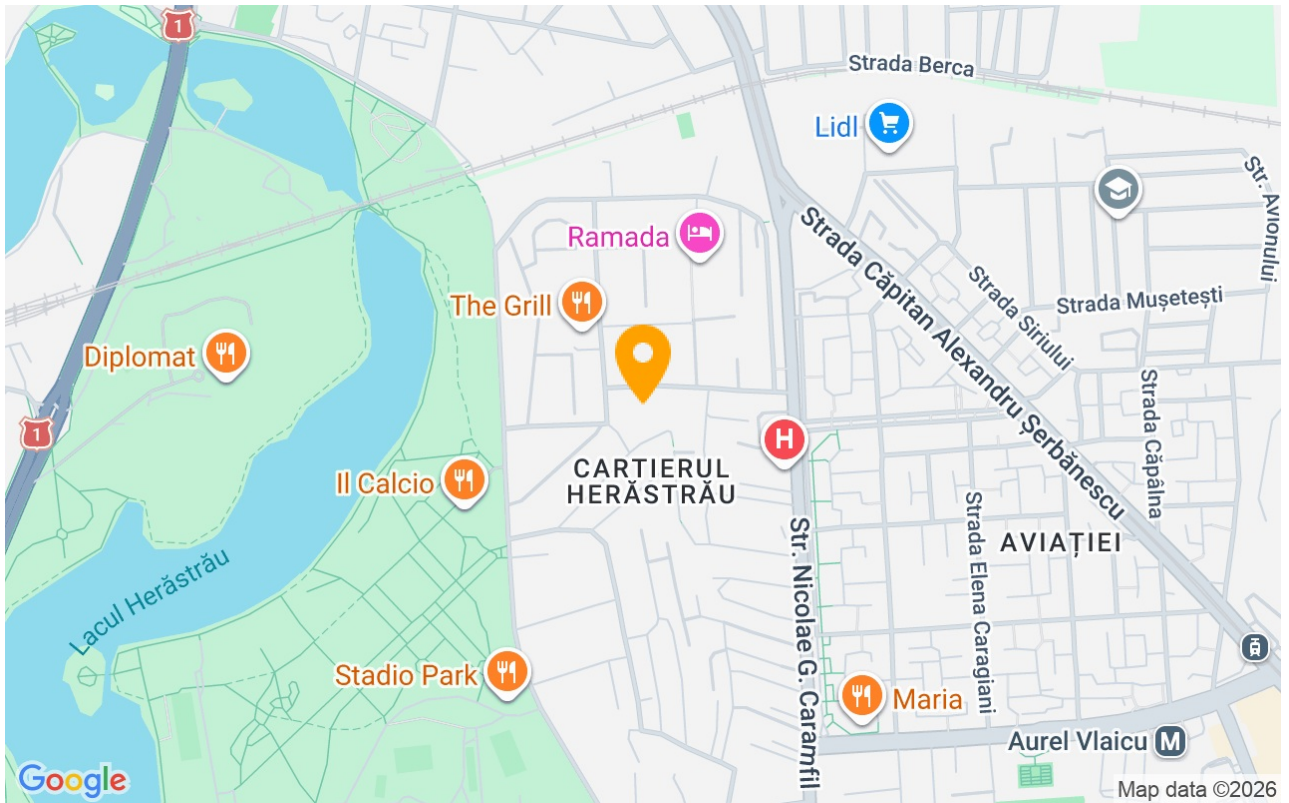 1
Strada Berca
Lidl
Str. Avionului
Ramada
Strada Căpitan Alexandru Șerbănescu
Strada Siriului
Strada Mușetești
The Grill
Diplomat
Strada Căpâlna
1
H
CARTIERUL
HERĂSTRĂU
Il Calcio
Strada Elena Caragiani
AVIAȚIEI
Str. Nicolae G. Caramfil
Lacul Herăstrău
Stadio Park
Maria
Aurel Vlaicu M
Google
Map data ©2026